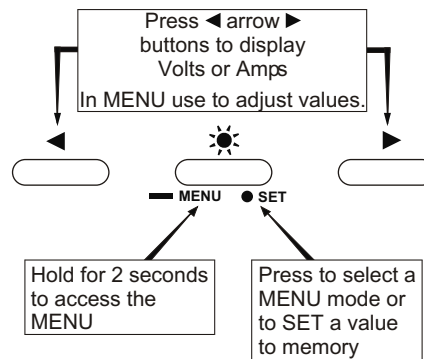 Press ◄ arrow ►
buttons to display
Volts or Amps
In MENU use to adjust values.
MENU
SET
Hold for 2 seconds
to access the
MENU
Press to select a
MENU mode or
to SET a value
to memory